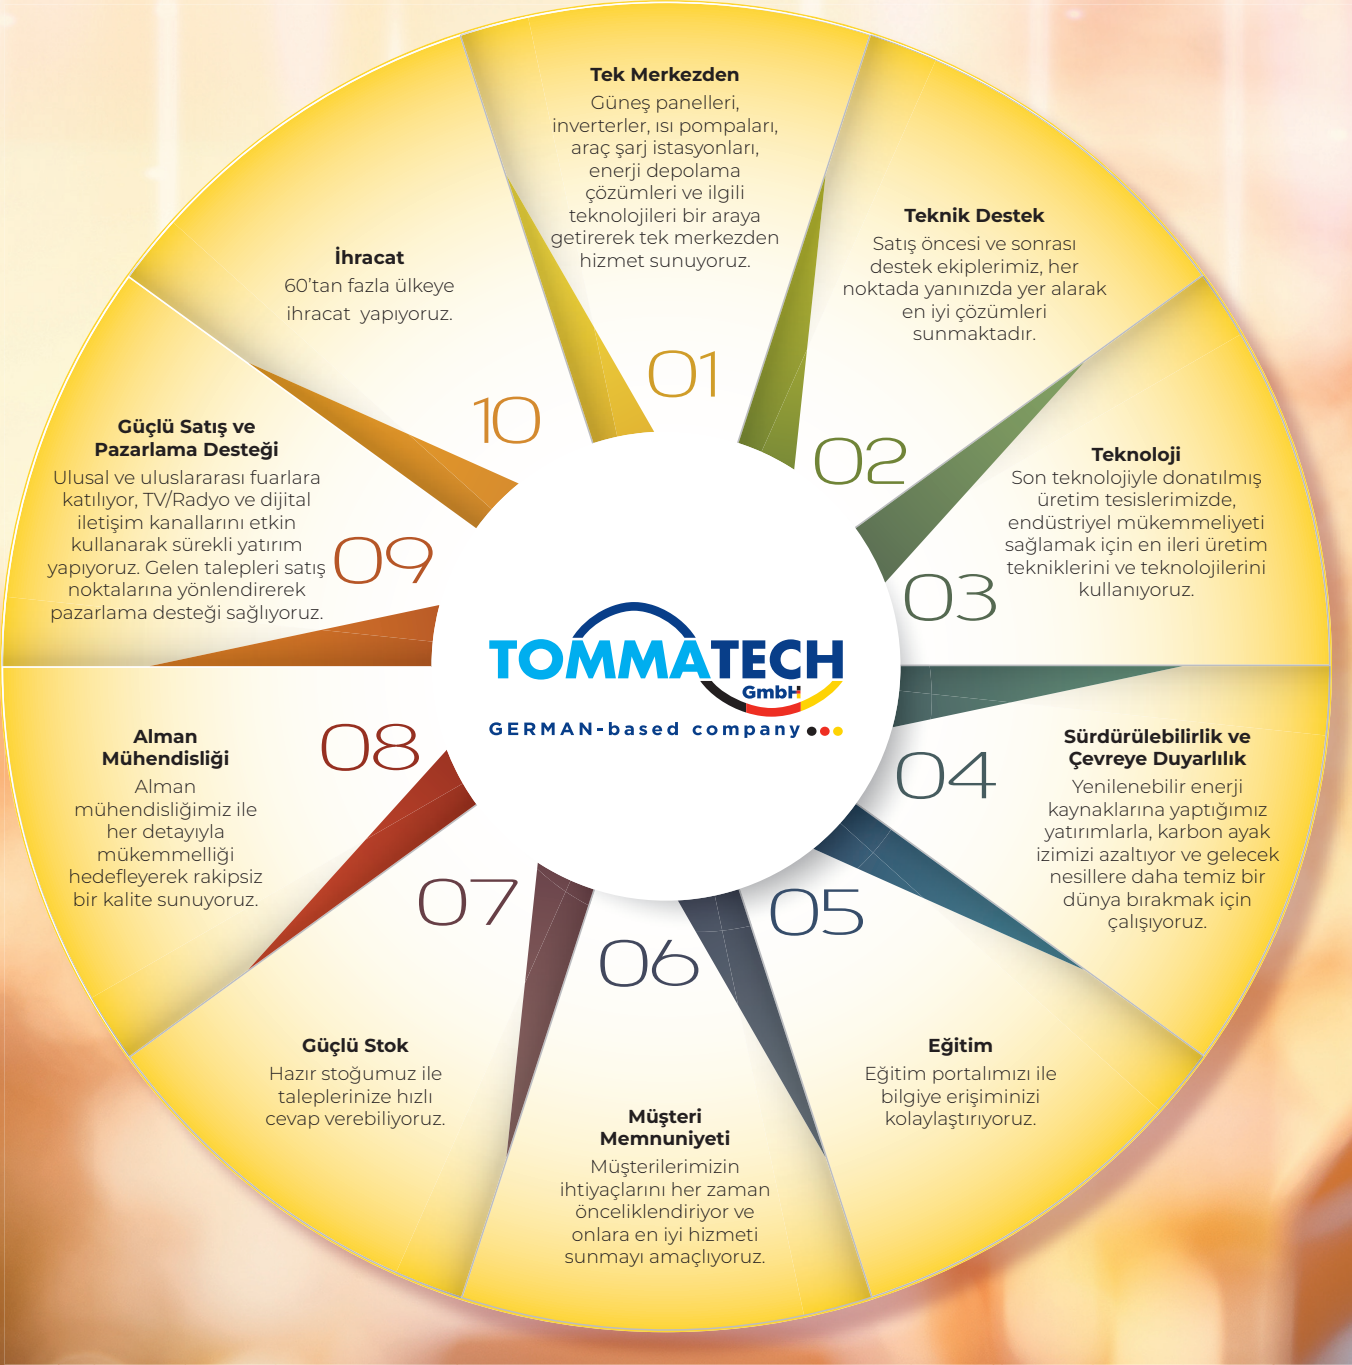 Tek Merkezden
Güneş panelleri,
inverterler, ısı pompaları,
araç şarj istasyonları,
enerji depolama
çözümleri ve ilgili
teknolojileri bir araya
getirerek tek merkezden
hizmet sunuyoruz.
01
Teknik Destek
Satış öncesi ve sonrası
destek ekiplerimiz, her
noktada yanınızda yer alarak
en iyi çözümleri
sunmaktadır.
02
Teknoloji
Son teknolojiyle donatılmış
üretim tesislerimizde,
endüstriyel mükemmeliyeti
sağlamak için en ileri üretim
tekniklerini ve teknolojilerini
kullanıyoruz.
03
Sürdürülebilirlik ve
Çevreye Duyarlılık
Yenilenebilir enerji
kaynaklarına yaptığımız
yatırımlarla, karbon ayak
izimizi azaltıyor ve gelecek
nesillere daha temiz bir
dünya bırakmak için
çalışıyoruz.
04
Eğitim
Eğitim portalımızı ile
bilgiye erişiminizi
kolaylaştırıyoruz.
05
Müşteri
Memnuniyeti
Müşterilerimizin
ihtiyaçlarını her zaman
önceliklendiriyor ve
onlara en iyi hizmeti
sunmayı amaçlıyoruz.
06
Güçlü Stok
Hazır stoğumuz ile
taleplerinize hızlı
cevap verebiliyoruz.
07
Alman
Mühendisliği
Alman
mühendisliğimiz ile
her detayıyla
mükemmelliği
hedefleyerek rakipsiz
bir kalite sunuyoruz.
08
Güçlü Satış ve
Pazarlama Desteği
Ulusal ve uluslararası fuarlara
katılıyor, TV/Radyo ve dijital
iletişim kanallarını etkin
kullanarak sürekli yatırım
yapıyoruz. Gelen talepleri satış
noktalarına yönlendirerek
pazarlama desteği sağlıyoruz.
09
İhracat
60’tan fazla ülkeye
ihracat yapıyoruz.
10
TOMMATECH
GmbH
GERMAN-based company